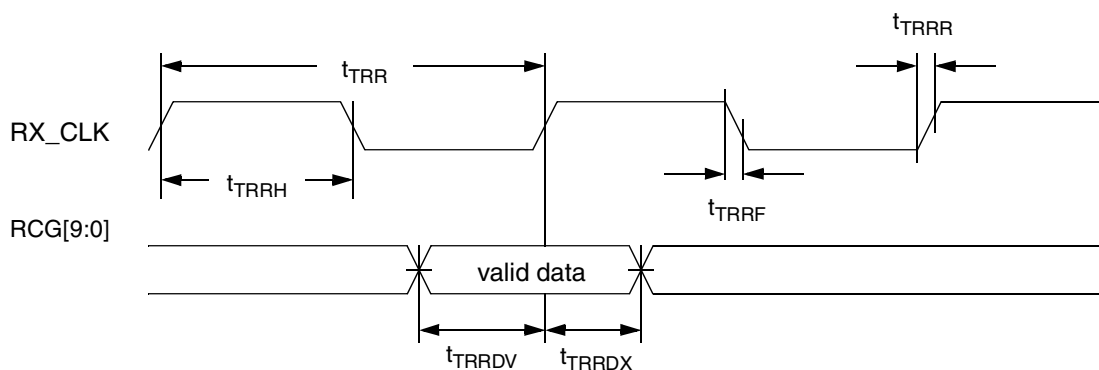 tTRRR
tTRR
RX_CLK
tTRRH
tTRRF
RCG[9:0]
valid data
tTRRDV tTRRDX